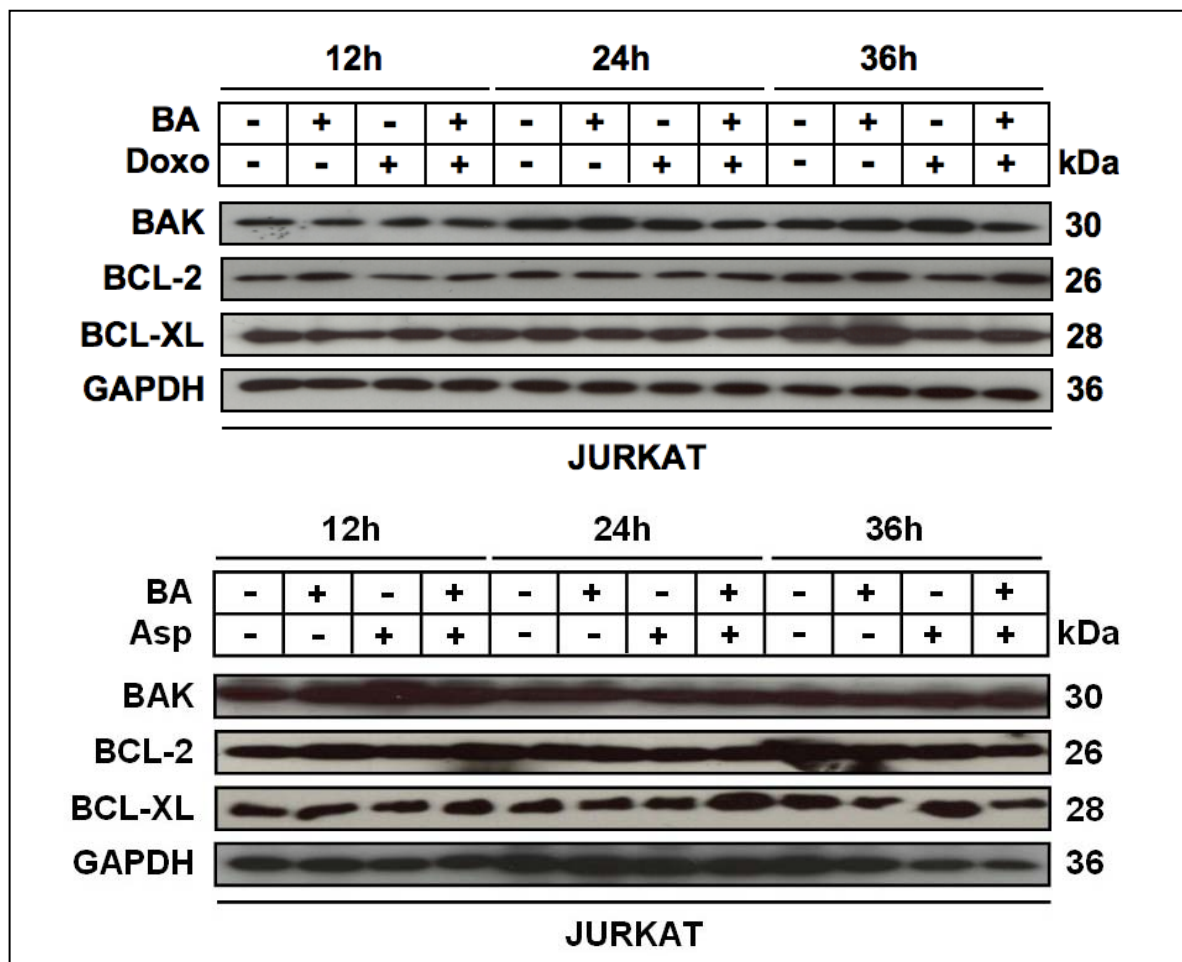 12h 24h 36h
BA - + - + - + - + - + - +
Doxo - - + + - - + + - - + + kDa
BAK 30
BCL-2 26
BCL-XL 28
GAPDH 36
JURKAT
12h 24h 36h
BA - + - + - + - + - + - +
Asp - - + + - - + + - - + + kDa
BAK 30
BCL-2 26
BCL-XL 28
GAPDH 36
JURKAT